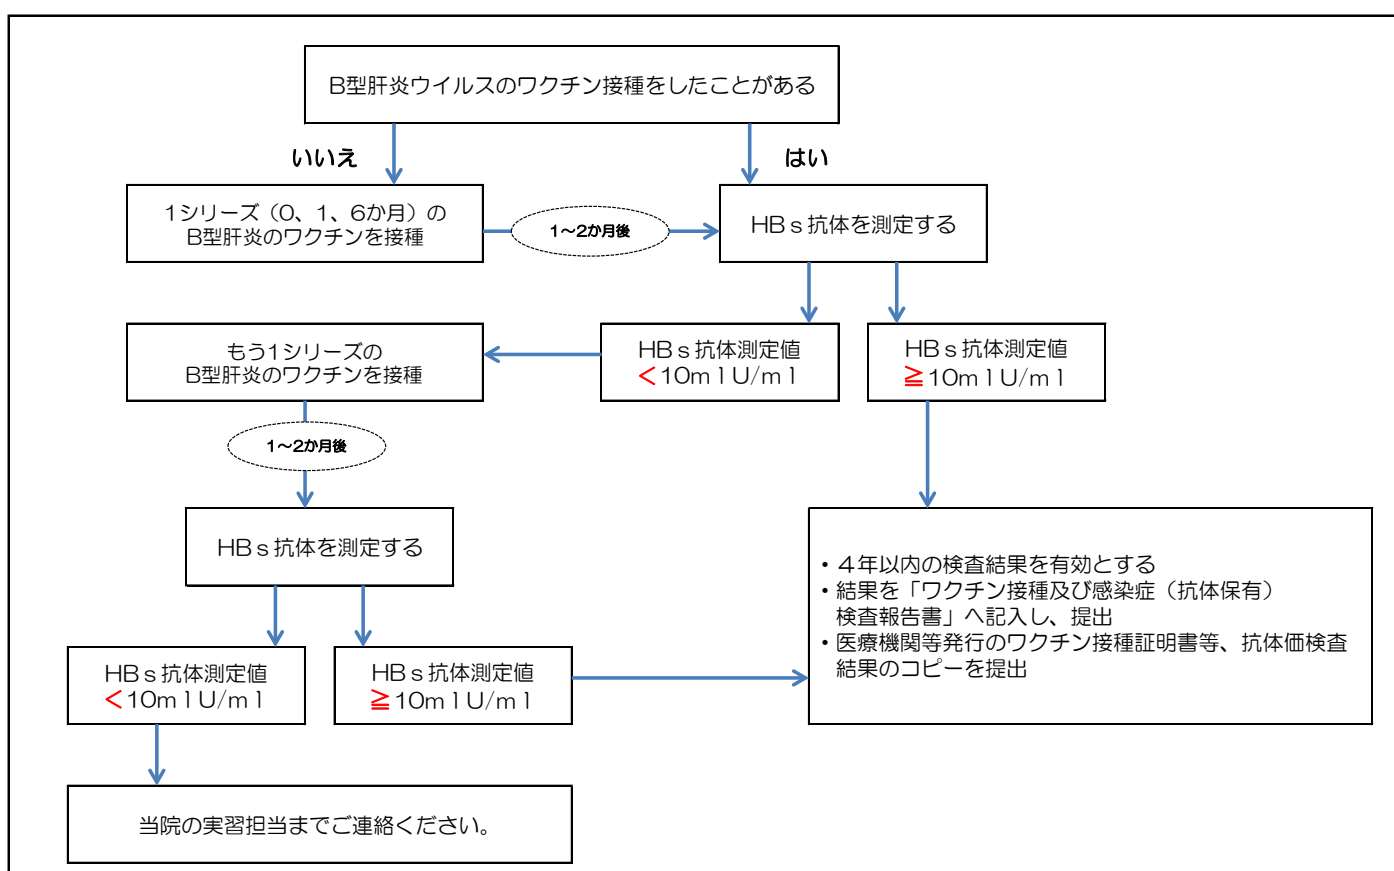 B型肝炎ウイルスのワクチン接種をしたことがある
いいえ
はい
1シリーズ（0、1、6か月）の
B型肝炎のワクチンを接種
1～2か月後
HBｓ抗体を測定する
もう1シリーズの
B型肝炎のワクチンを接種
HBｓ抗体測定値
＜10mｌU/mｌ
HBｓ抗体測定値
≧10mｌU/mｌ
1～2か月後
HBｓ抗体を測定する
・４年以内の検査結果を有効とする
・結果を「ワクチン接種及び感染症（抗体保有）
検査報告書」へ記入し、提出
・医療機関等発行のワクチン接種証明書等、抗体価検査
結果のコピーを提出
HBｓ抗体測定値
＜10mｌU/mｌ
HBｓ抗体測定値
≧10mｌU/mｌ
当院の実習担当までご連絡ください。